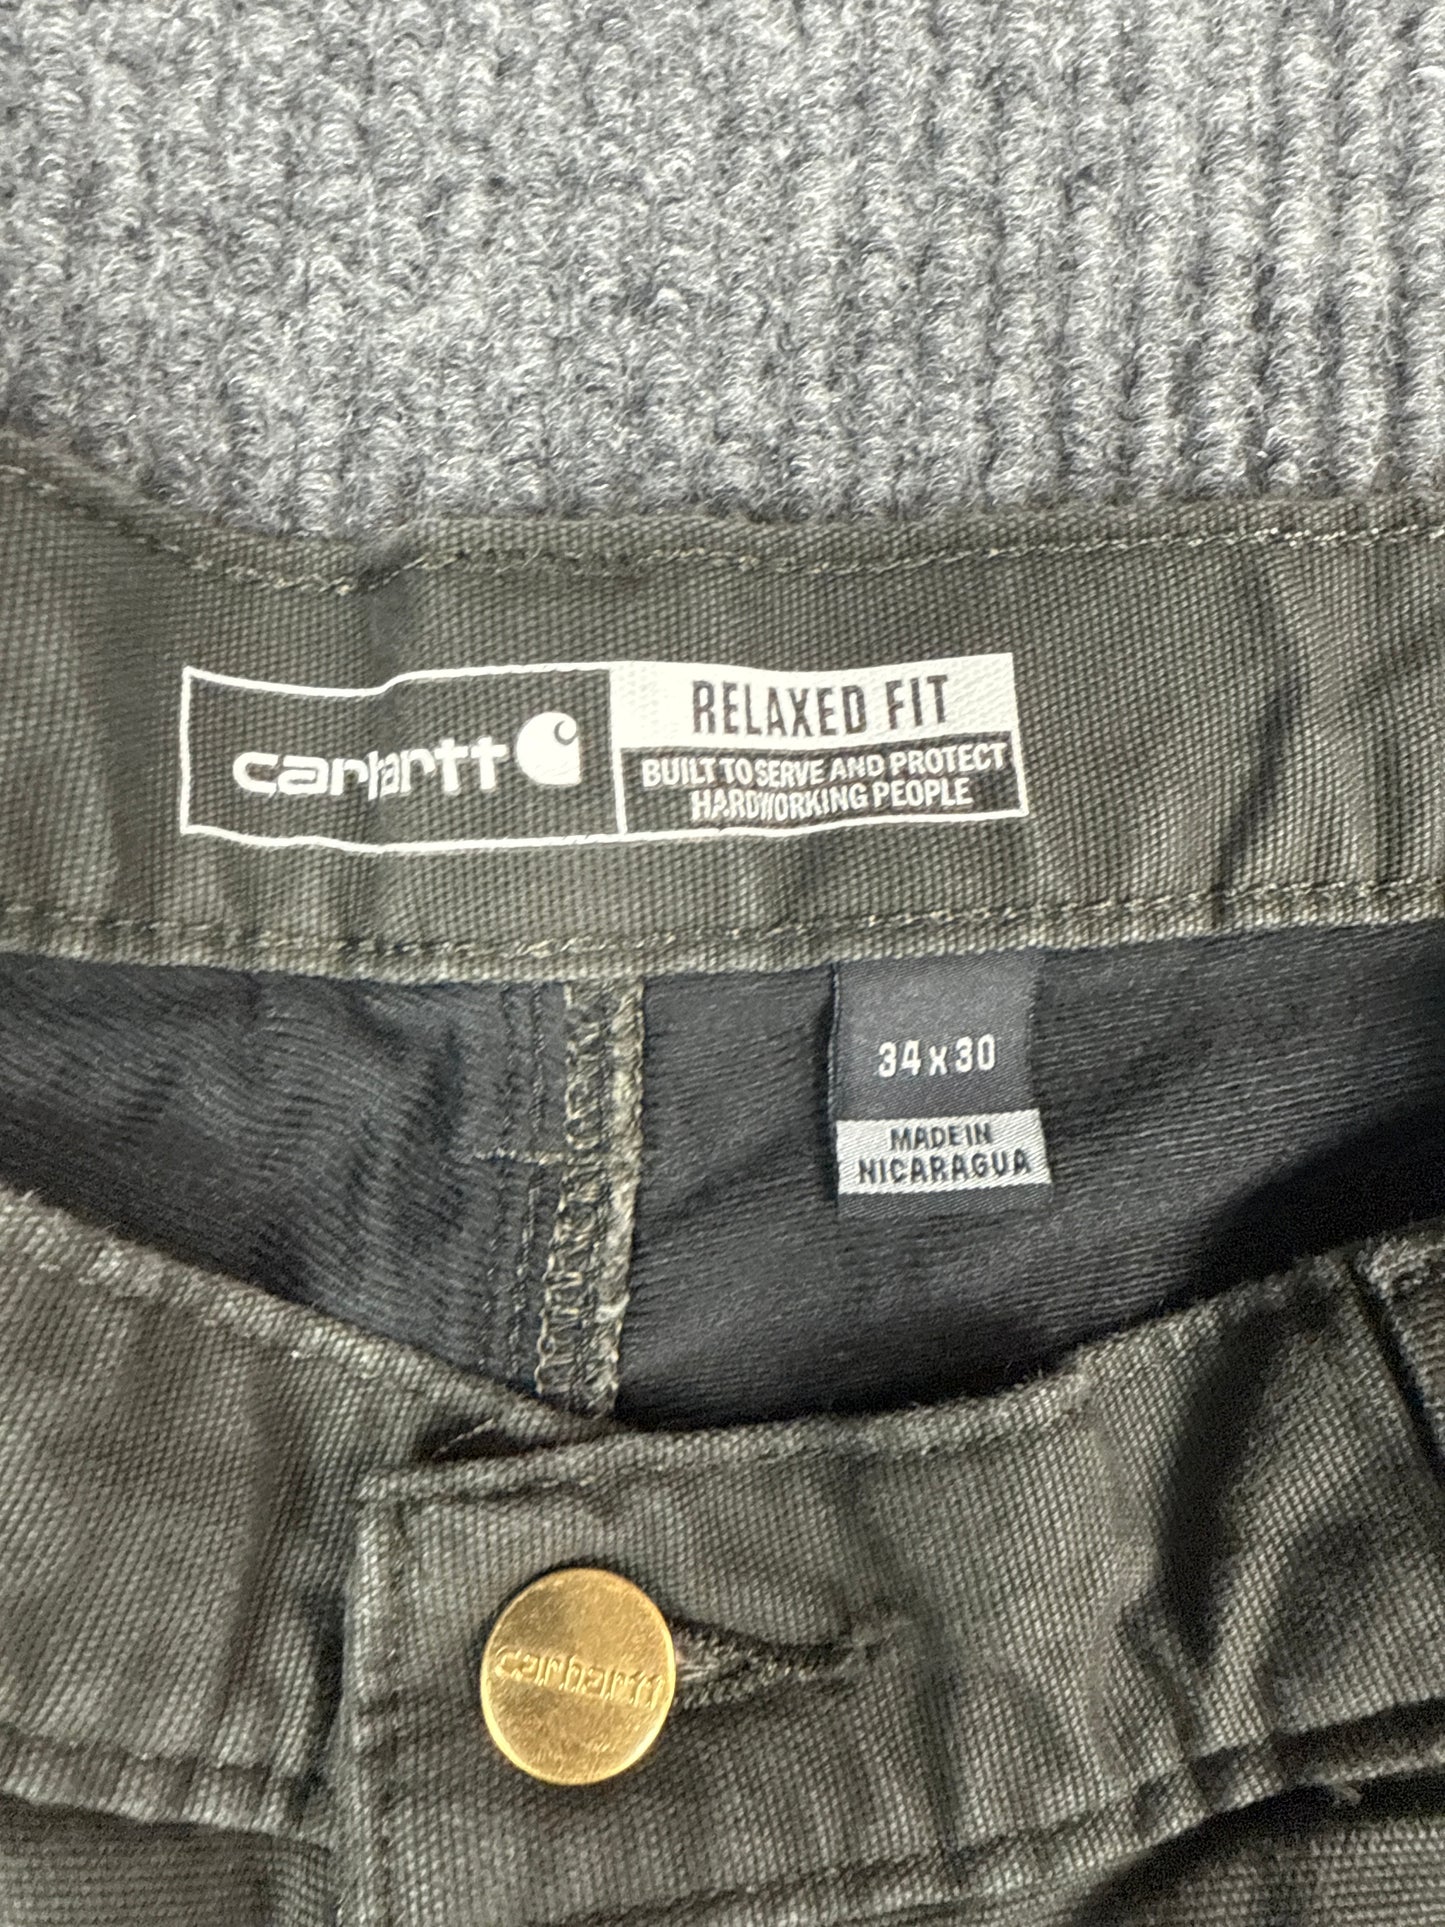 carhartt
RELAXED FIT
BUILT TO SERVE AND PROTECT
HARDWORKING PEOPLE
34 x 30
MADE IN
NICARAGUA
carhartt